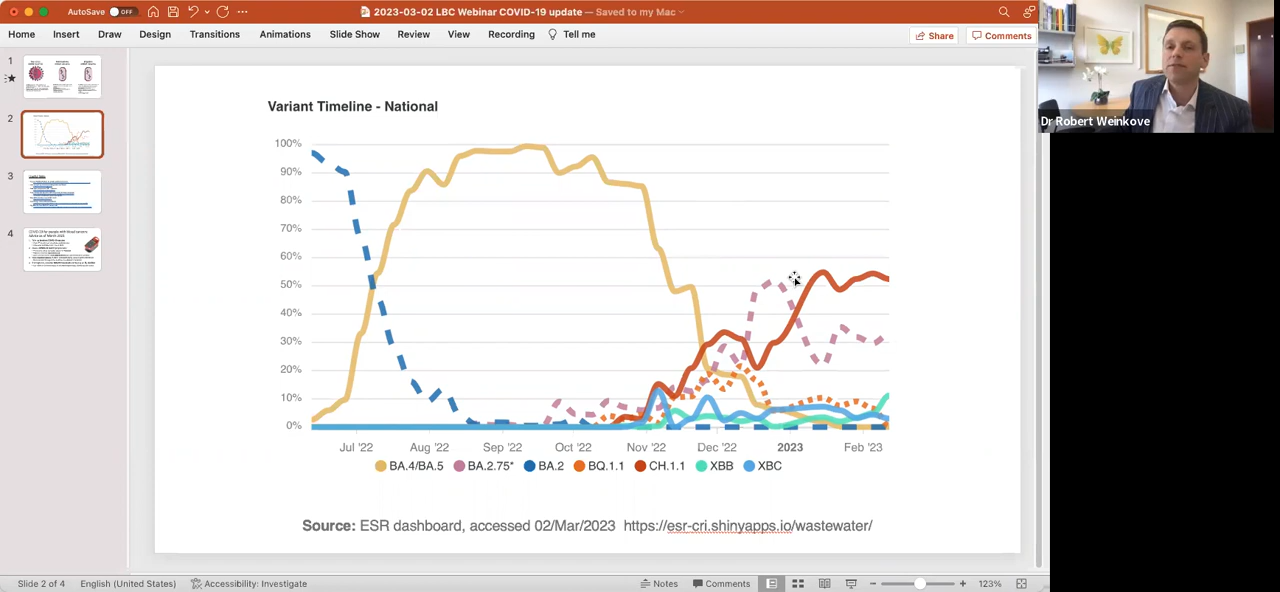 AutoSave OFF
2023-03-02 LBC Webinar COVID-19 update — Saved to my Mac
Home Insert Draw Design Transitions Animations Slide Show Review View Recording Tell me
Share Comments
Dr Robert Weinkove
1
2
3
4
Variant Timeline - National
100%
90%
80%
70%
60%
50%
40%
30%
20%
10%
0%
Jul '22 Aug '22 Sep '22 Oct '22 Nov '22 Dec '22 2023 Feb '23
BA.4/BA.5 BA.2.75* BA.2 BQ.1.1 CH.1.1 XBB XBC
Source: ESR dashboard, accessed 02/Mar/2023 https://esr-cri.shinyapps.io/wastewater/
Slide 2 of 4 English (United States) Accessibility: Investigate Notes Comments 123%